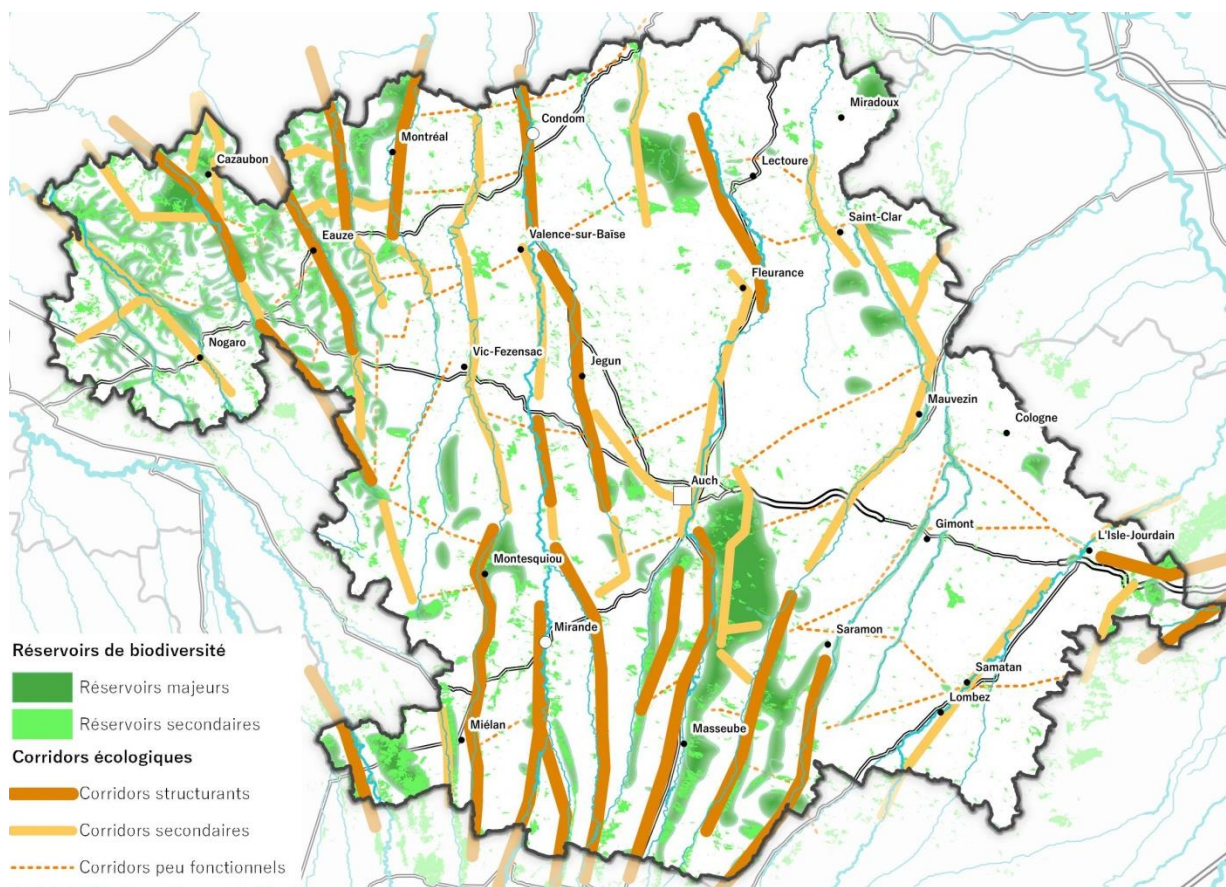 Miradoux
Condom
Montréal
Cazaubon
Lectoure
Saint-Clar
Eauze
Valence-sur-Baïse
Fleurance
Nogaro
Vic-Fezensac
Jegun
Mauvezin
Cologne
Auch
Gimont
L'Isle-Jourdain
Montesquiou
Mirande
Saramon
Samatan
Lombez
Miélan
Masseube
Réservoirs de biodiversité
Réservoirs majeurs
Réservoirs secondaires
Corridors écologiques
Corridors structurants
Corridors secondaires
Corridors peu fonctionnels